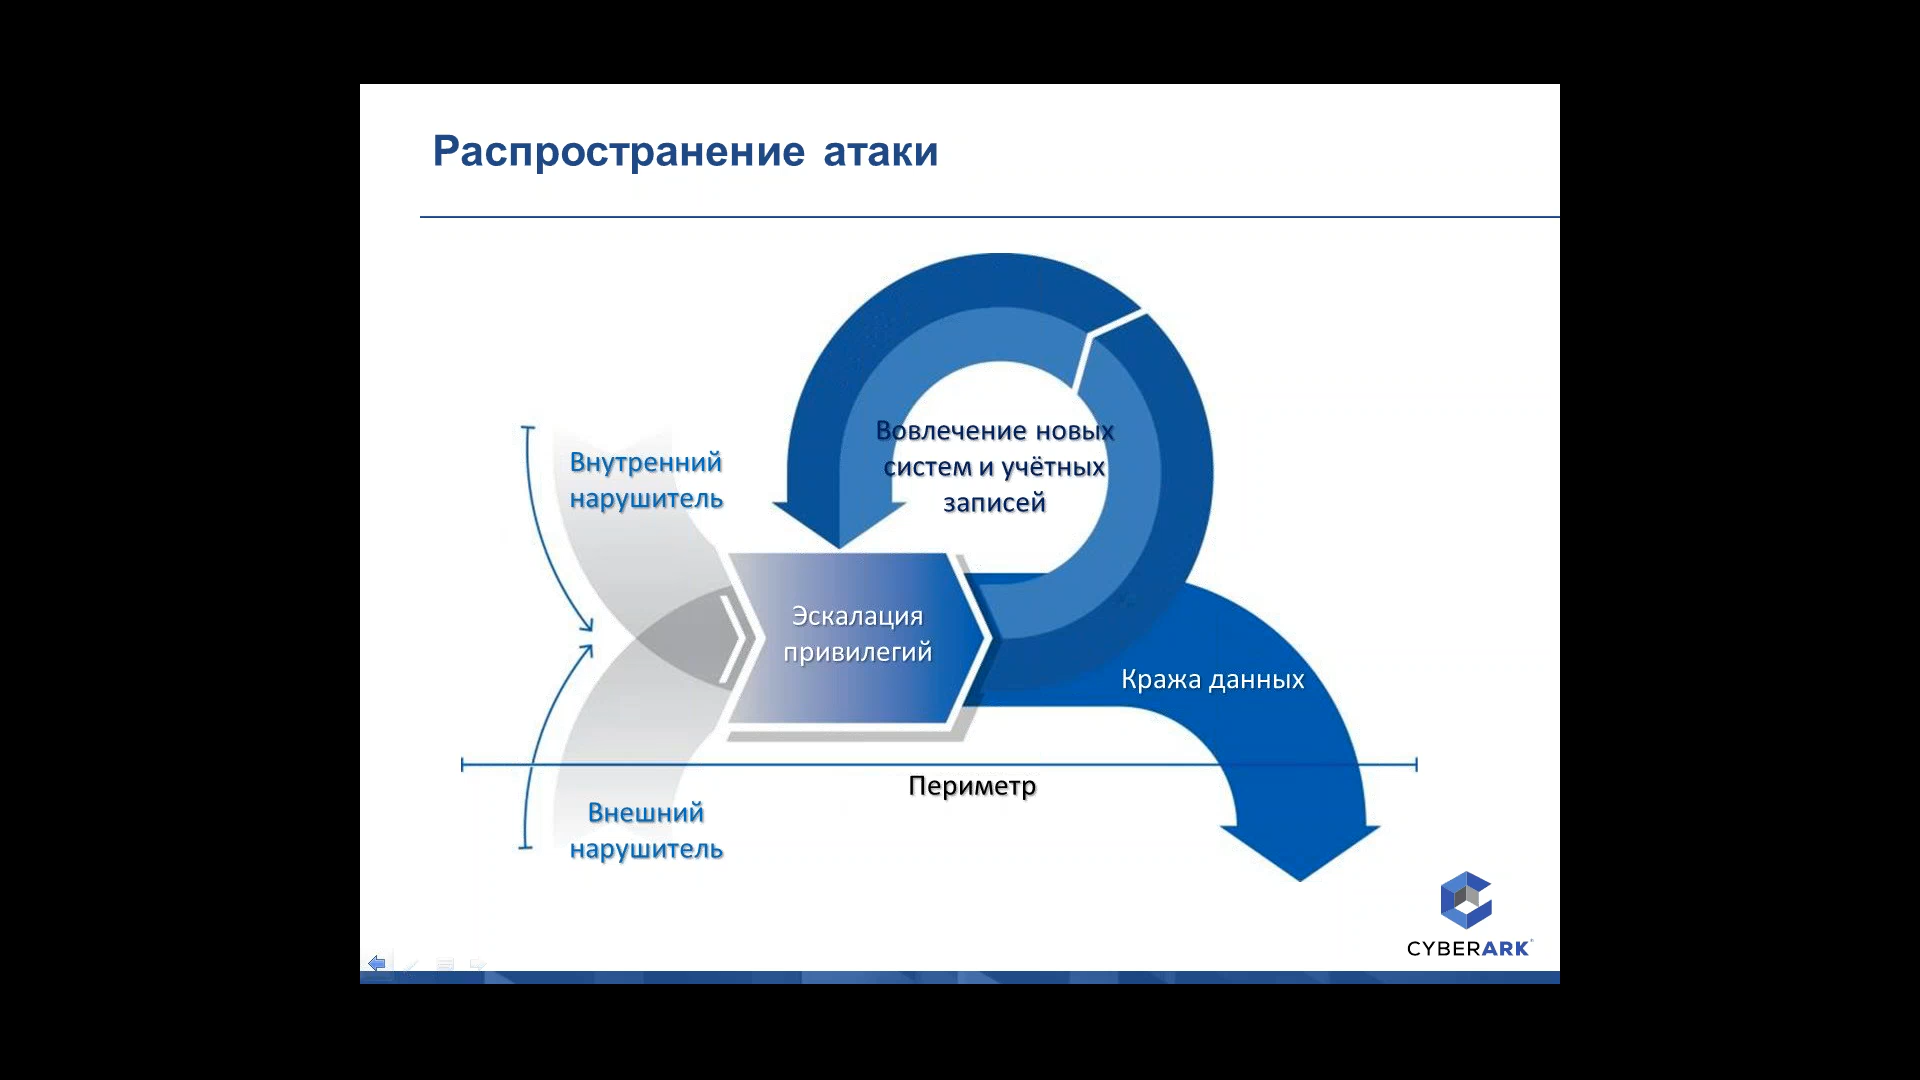 Распространение атаки
Вовлечение новых
систем и учётных
записей
Внутренний
нарушитель
Эскалация
привилегий
Кража данных
Периметр
Внешний
нарушитель
CYBERARK